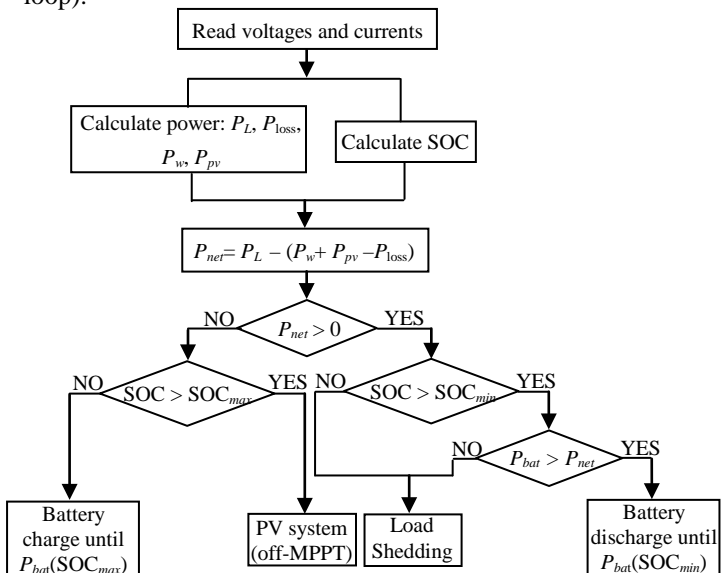 loop).
Read voltages and currents
Calculate power: P_L, P_loss,
P_w, P_pv
Calculate SOC
P_net= P_L – (P_w+ P_pv –P_loss)
NO
P_net > 0
YES
NO
SOC > SOC_max
YES
NO
SOC > SOC_min
YES
NO
P_bat > P_net
YES
Battery
charge until
P_bat(SOC_max)
PV system
(off-MPPT)
Load
Shedding
Battery
discharge until
P_bat(SOC_min)